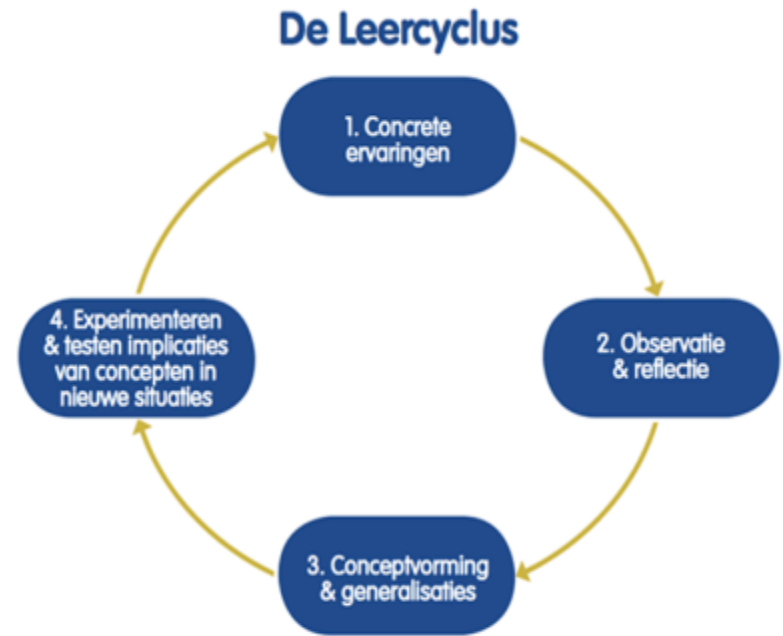 De Leercyclus
1. Concrete
ervaringen
2. Observatie
& reflectie
3. Conceptvorming
& generalisaties
4. Experimenteren
& testen implicaties
van concepten in
nieuwe situaties